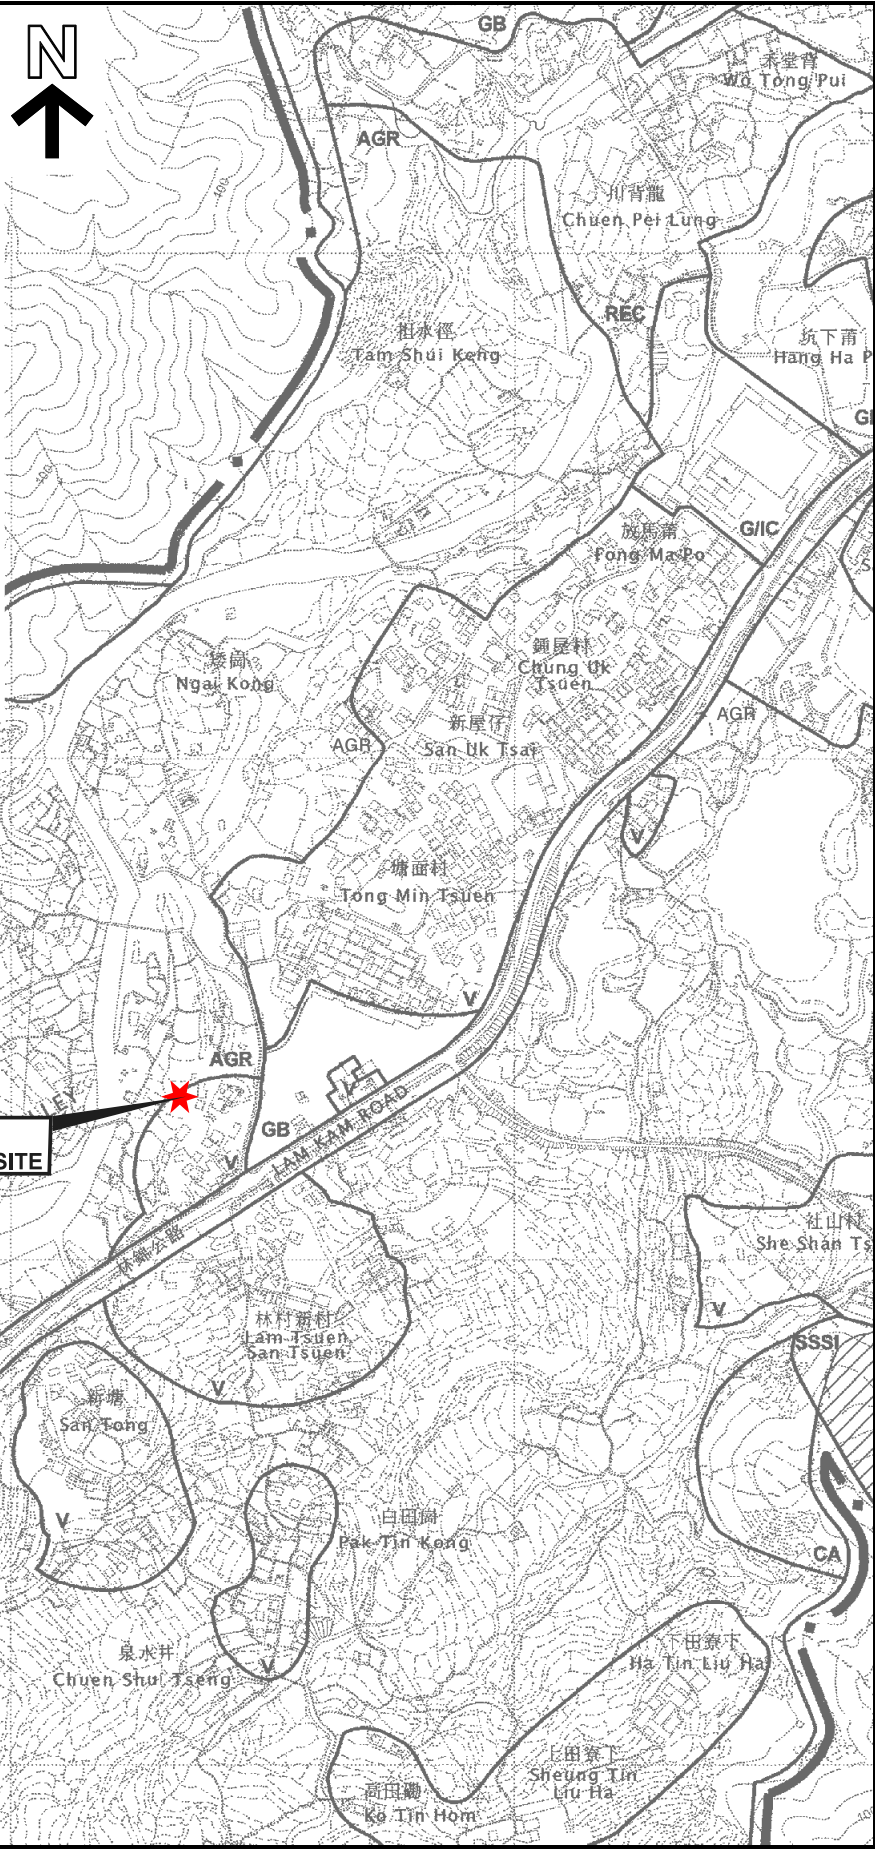 N
GB
禾堂背
Wo Tong Pui
AGR
川背龍
Chuen Pei Lung
REC
担水徑
Tam Shui Keng
坑下莆
Hang Ha P
400
400
G/IC
放馬莆
Fong Ma Po
鍾屋村
Chung Uk
Tsuen
矮崗
Ngai Kong
新屋仔
San Uk Tsai
AGR
AGR
V
塘面村
Tong Min Tsuen
V
AGR
LLEY
SITE
GB
V
LAM KAM ROAD
林錦公路
社山村
She Shan Ts
V
林村新村
Lam Tsuen
San Tsuen
V
SSSI
新塘
San Tong
V
白田崗
Pak Tin Kong
CA
泉水井
Chuen Shui Tseng
V
下田寮下
Ha Tin Liu Ha
上田寮下
Sheung Tin
Liu Ha
高田磡
Ko Tin Hom
400